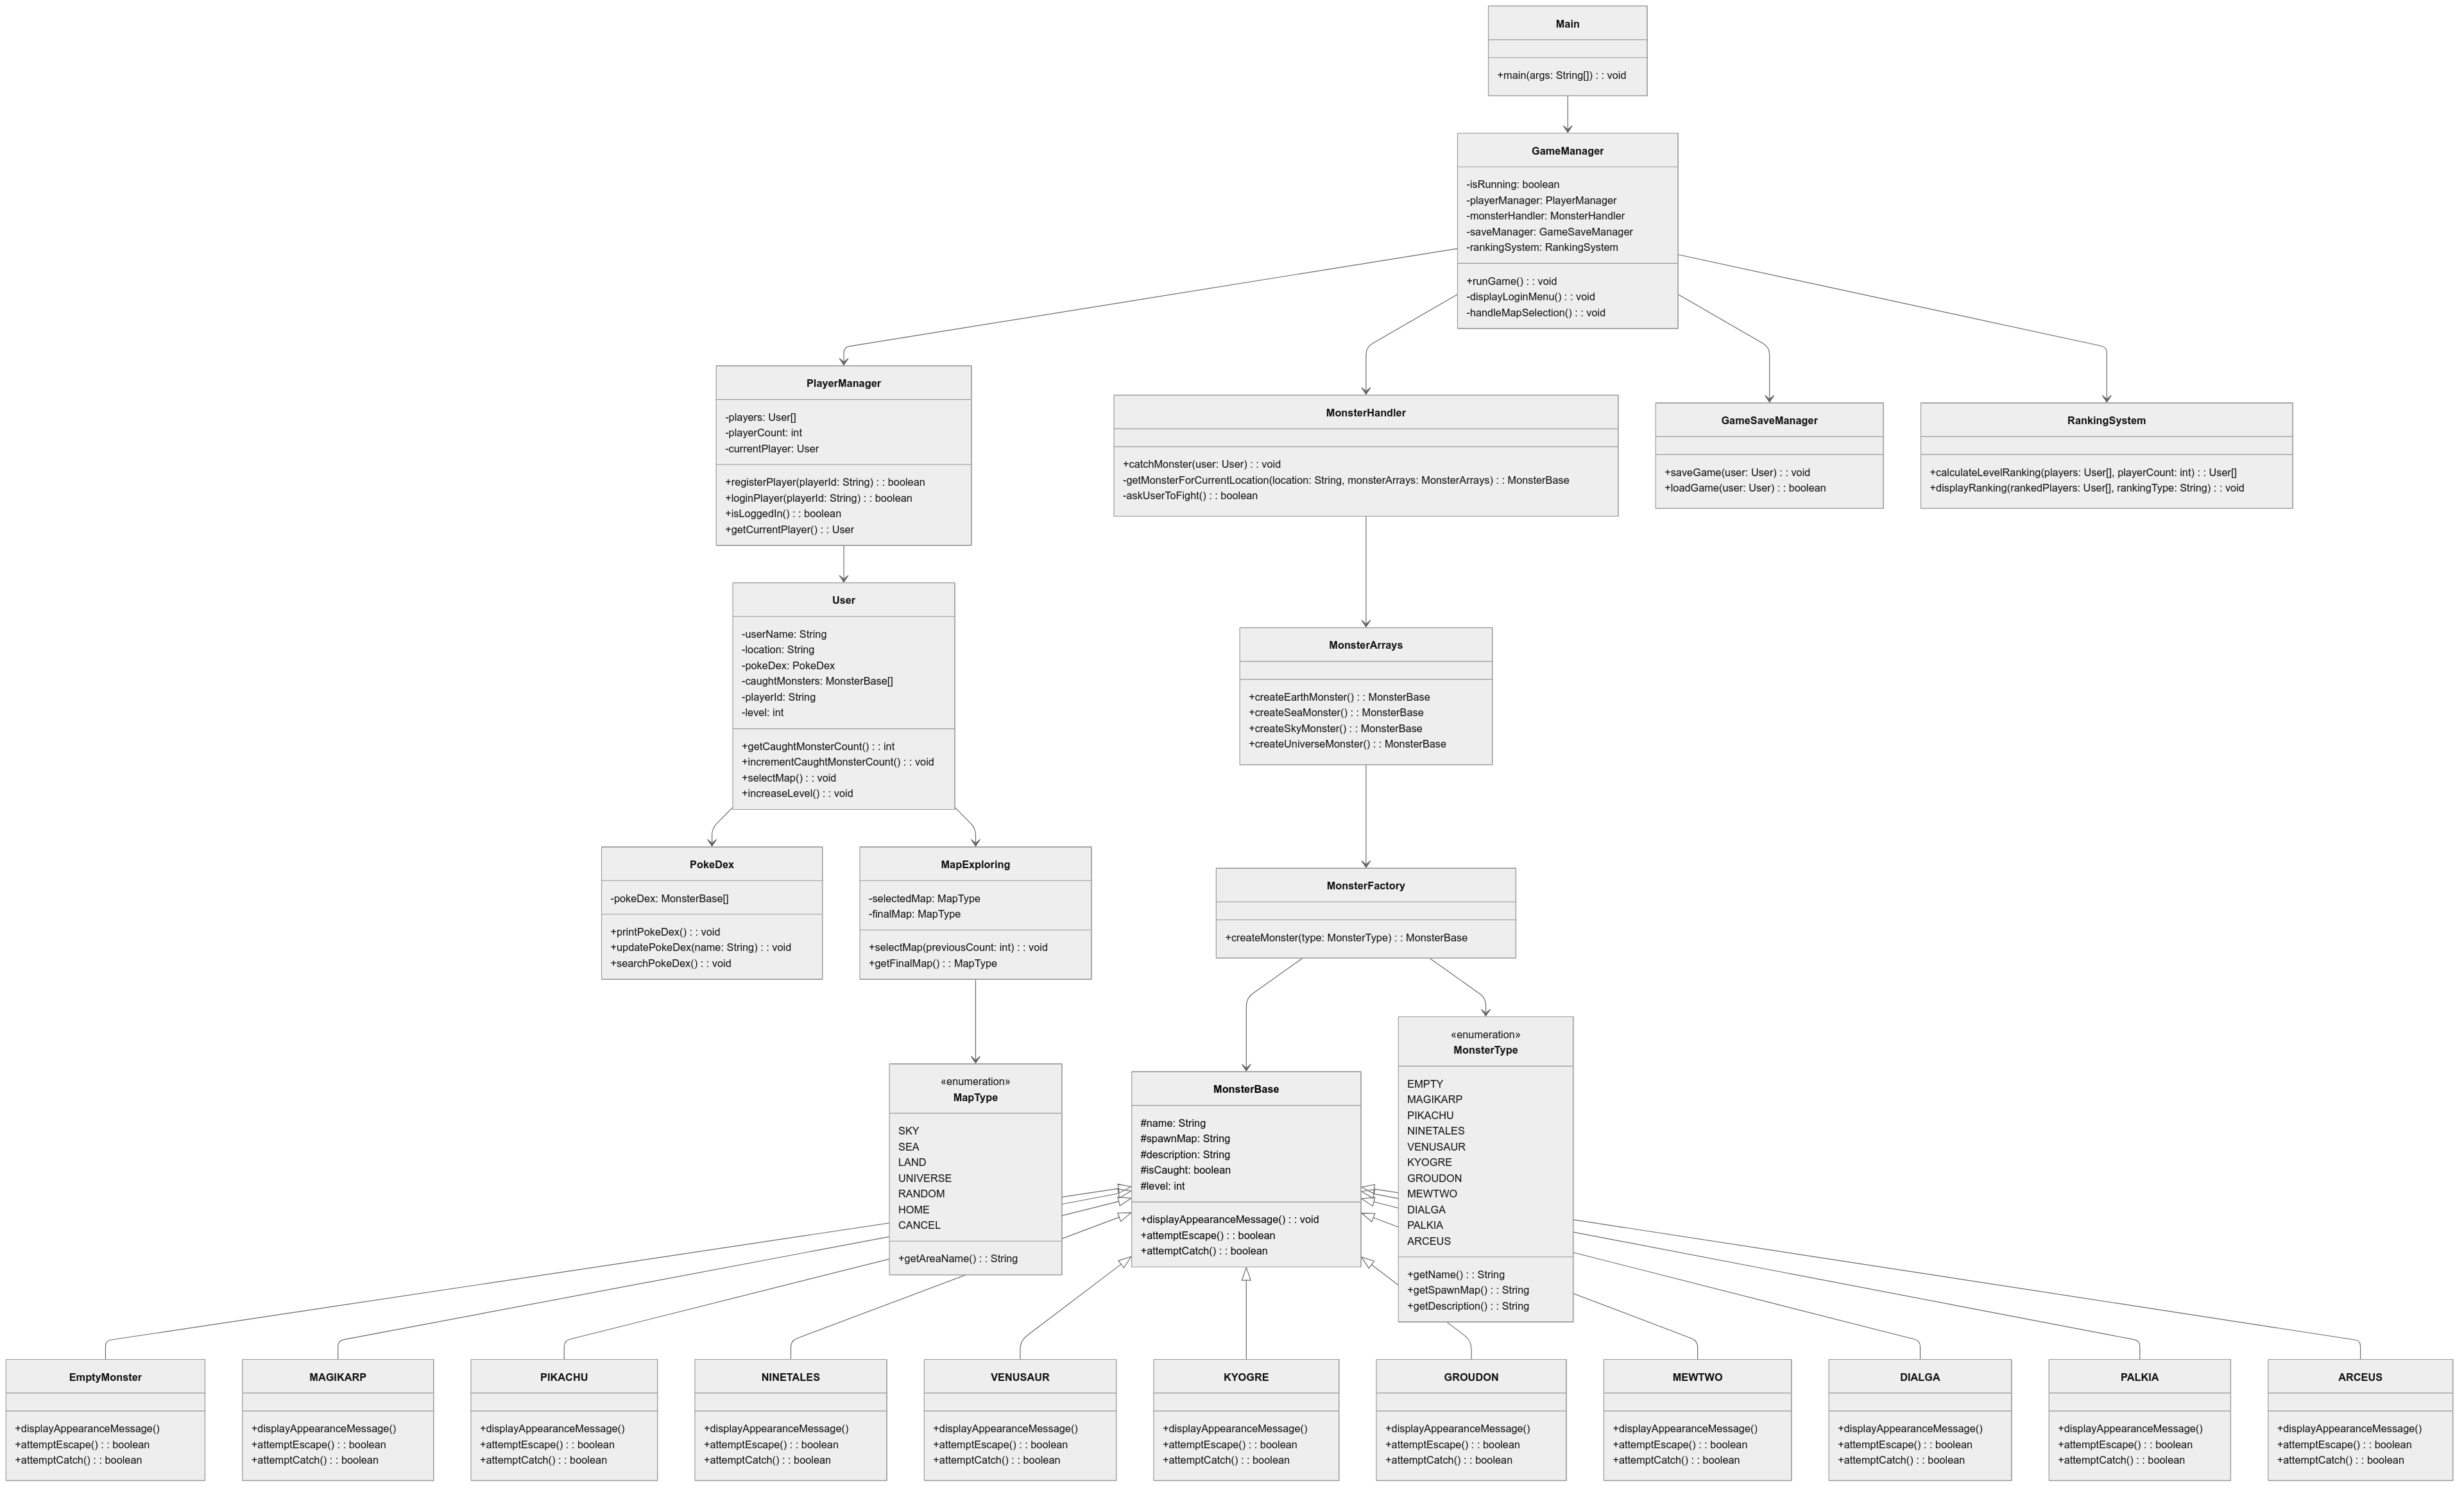 Main
+main(args: String[]) : : void
GameManager
-isRunning: boolean
-playerManager: PlayerManager
-monsterHandler: MonsterHandler
-saveManager: GameSaveManager
-rankingSystem: RankingSystem
+runGame() : : void
-displayLoginMenu() : : void
-handleMapSelection() : : void
PlayerManager
-players: User[]
-playerCount: int
-currentPlayer: User
+registerPlayer(playerId: String) : : boolean
+loginPlayer(playerId: String) : : boolean
+isLoggedIn() : : boolean
+getCurrentPlayer() : : User
MonsterHandler
+catchMonster(user: User) : : void
-getMonsterForCurrentLocation(location: String, monsterArrays: MonsterArrays) : : MonsterBase
-askUserToFight() : : boolean
GameSaveManager
+saveGame(user: User) : : void
+loadGame(user: User) : : boolean
RankingSystem
+calculateLevelRanking(players: User[], playerCount: int) : : User[]
+displayRanking(rankedPlayers: User[], rankingType: String) : : void
User
-userName: String
-location: String
-pokeDex: PokeDex
-caughtMonsters: MonsterBase[]
-playerId: String
-level: int
+getCaughtMonsterCount() : : int
+incrementCaughtMonsterCount() : : void
+selectMap() : : void
+increaseLevel() : : void
MonsterArrays
+createEarthMonster() : : MonsterBase
+createSeaMonster() : : MonsterBase
+createSkyMonster() : : MonsterBase
+createUniverseMonster() : : MonsterBase
PokeDex
-pokeDex: MonsterBase[]
+printPokeDex() : : void
+updatePokeDex(name: String) : : void
+searchPokeDex() : : void
MapExploring
-selectedMap: MapType
-finalMap: MapType
+selectMap(previousCount: int) : : void
+getFinalMap() : : MapType
MonsterFactory
+createMonster(type: MonsterType) : : MonsterBase
«enumeration»
MapType
SKY
SEA
LAND
UNIVERSE
RANDOM
HOME
CANCEL
+getAreaName() : : String
MonsterBase
#name: String
#spawnMap: String
#description: String
#isCaught: boolean
#level: int
+displayAppearanceMessage() : : void
+attemptEscape() : : boolean
+attemptCatch() : : boolean
«enumeration»
MonsterType
EMPTY
MAGIKARP
PIKACHU
NINETALES
VENUSAUR
KYOGRE
GROUDON
MEWTWO
DIALGA
PALKIA
ARCEUS
+getName() : : String
+getSpawnMap() : : String
+getDescription() : : String
EmptyMonster
+displayAppearanceMessage()
+attemptEscape() : : boolean
+attemptCatch() : : boolean
MAGIKARP
+displayAppearanceMessage()
+attemptEscape() : : boolean
+attemptCatch() : : boolean
PIKACHU
+displayAppearanceMessage()
+attemptEscape() : : boolean
+attemptCatch() : : boolean
NINETALES
+displayAppearanceMessage()
+attemptEscape() : : boolean
+attemptCatch() : : boolean
VENUSAUR
+displayAppearanceMessage()
+attemptEscape() : : boolean
+attemptCatch() : : boolean
KYOGRE
+displayAppearanceMessage()
+attemptEscape() : : boolean
+attemptCatch() : : boolean
GROUDON
+displayAppearanceMessage()
+attemptEscape() : : boolean
+attemptCatch() : : boolean
MEWTWO
+displayAppearanceMessage()
+attemptEscape() : : boolean
+attemptCatch() : : boolean
DIALGA
+displayAppearanceMessage()
+attemptEscape() : : boolean
+attemptCatch() : : boolean
PALKIA
+displayAppearanceMessage()
+attemptEscape() : : boolean
+attemptCatch() : : boolean
ARCEUS
+displayAppearanceMessage()
+attemptEscape() : : boolean
+attemptCatch() : : boolean